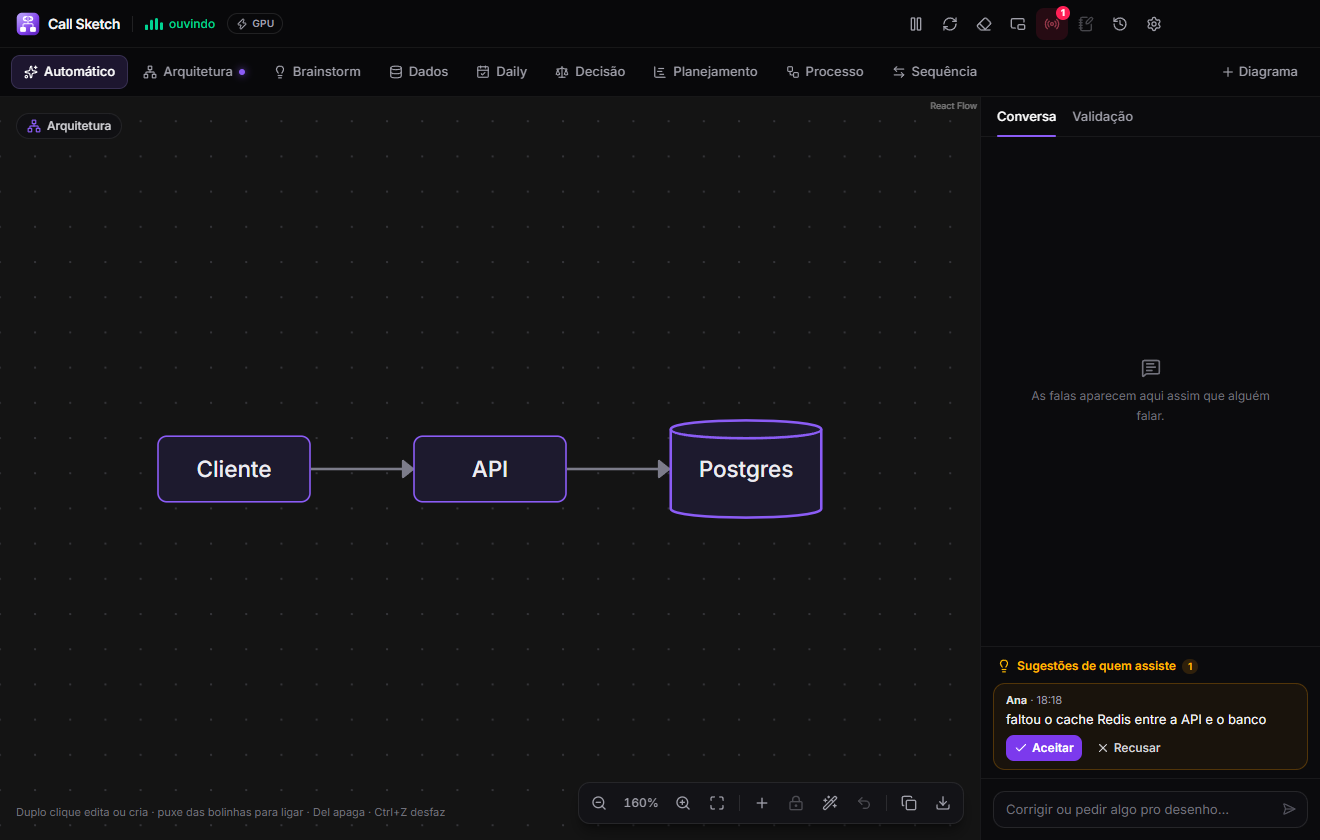 Call Sketch
ouvindo
GPU
1
Automático
Arquitetura
Brainstorm
Dados
Daily
Decisão
Planejamento
Processo
Sequência
Diagrama
React Flow
Arquitetura
Conversa
Validação
As falas aparecem aqui assim que alguém
falar.
Cliente
API
Postgres
Sugestões de quem assiste 1
Ana · 18:18
faltou o cache Redis entre a API e o banco
Aceitar
Recusar
Duplo clique edita ou cria · puxe das bolinhas para ligar · Del apaga · Ctrl+Z desfaz
160%
Corrigir ou pedir algo pro desenho...